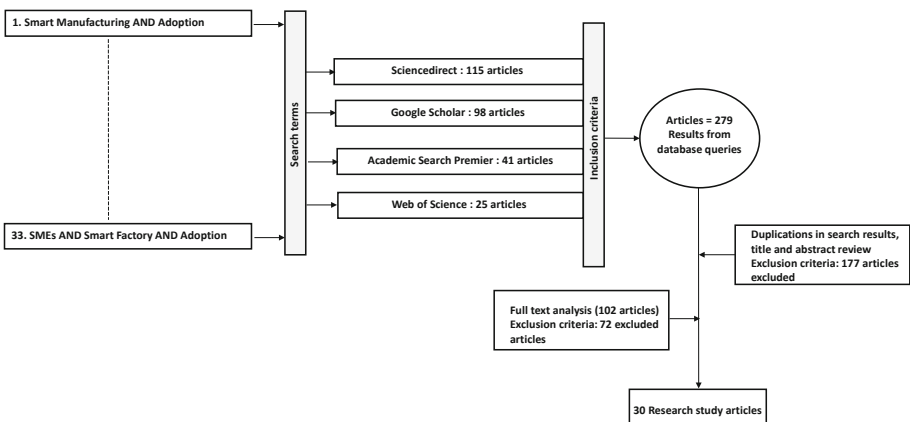 1. Smart Manufacturing AND Adoption
33. SMEs AND Smart Factory AND Adoption
Search terms
Sciencedirect : 115 articles
Google Scholar : 98 articles
Academic Search Premier : 41 articles
Web of Science : 25 articles
Inclusion criteria
Articles = 279
Results from
database queries
Duplications in search results,
title and abstract review
Exclusion criteria: 177 articles
excluded
Full text analysis (102 articles)
Exclusion criteria: 72 excluded
articles
30 Research study articles